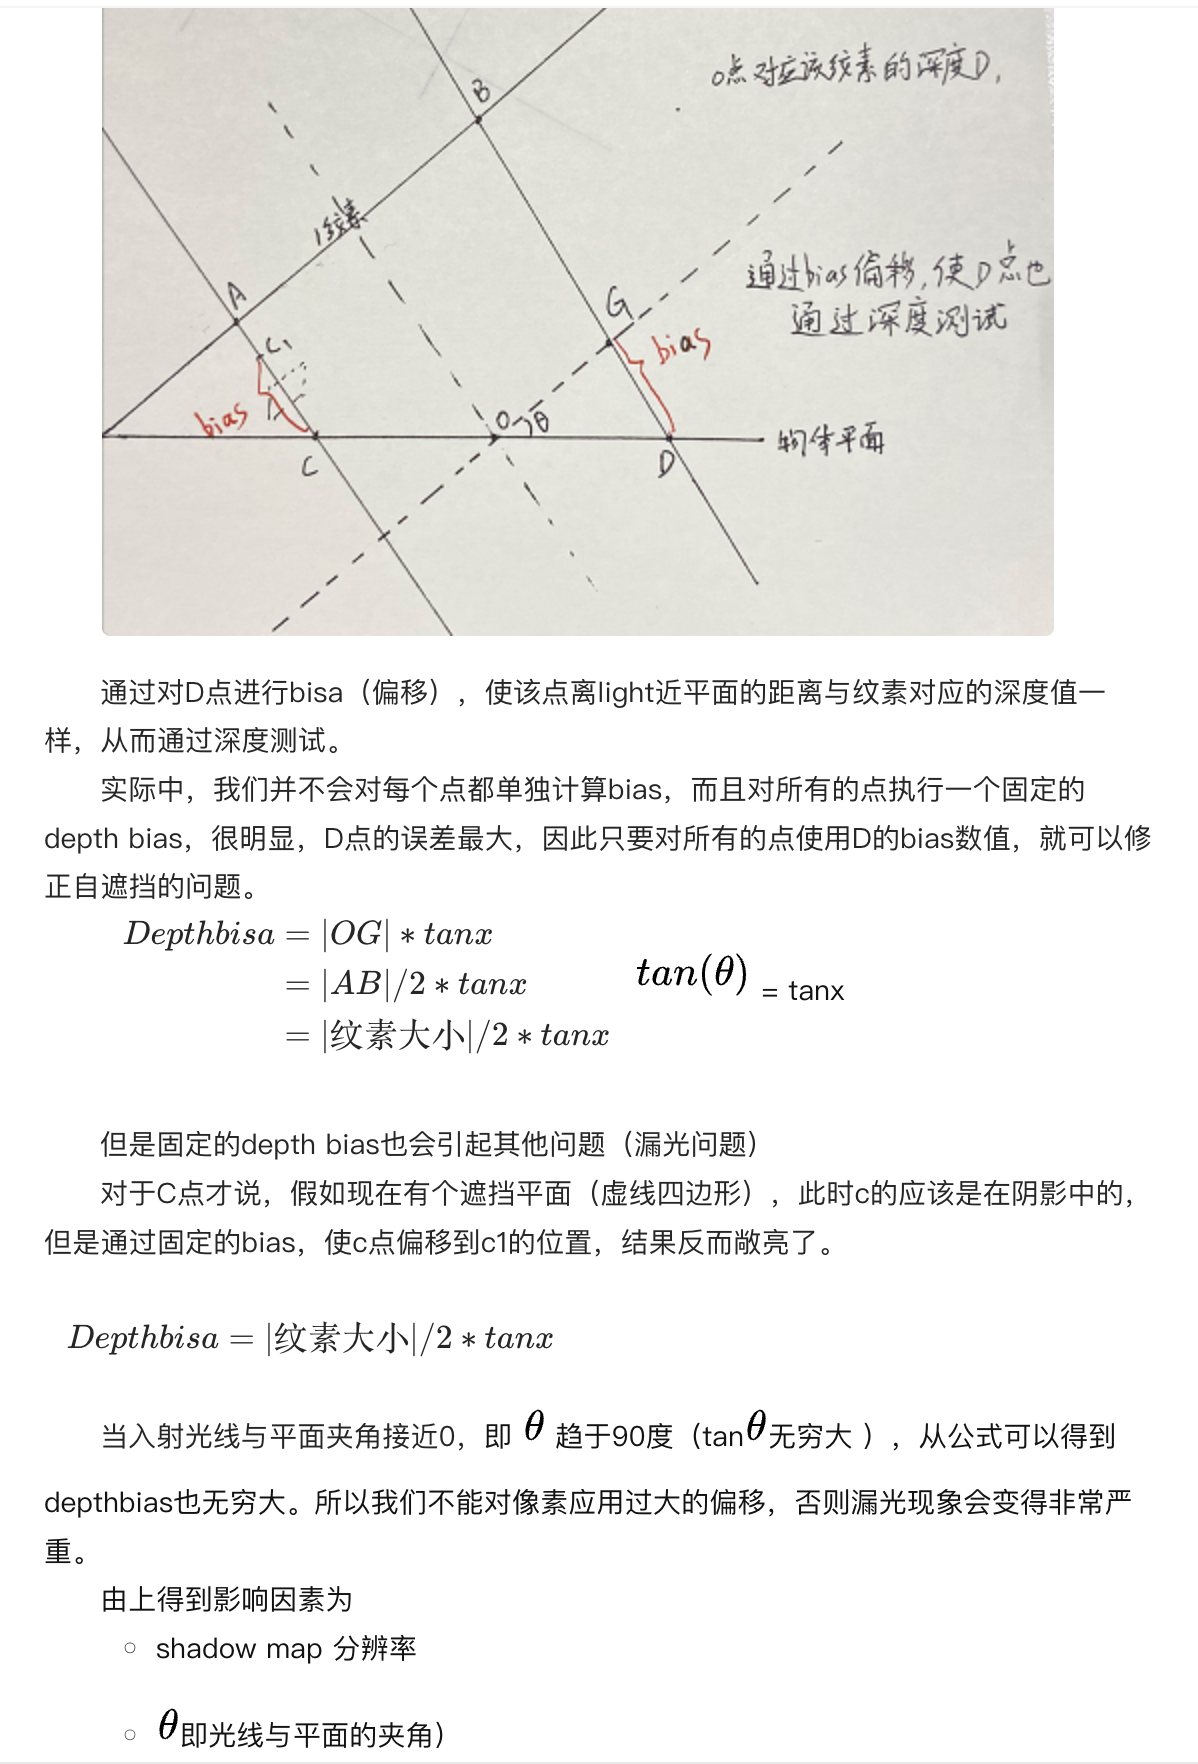 O点对应该纹素的深度D,
B
1纹素
A
G
通过bias偏移,使D点也
通过深度测试
C1
bias
bias
O
θ
物体平面
C
D
通过对D点进行bisa（偏移）,使该点离light近平面的距离与纹素对应的深度值一
样，从而通过深度测试。
实际中，我们并不会对每个点都单独计算bias，而且对所有的点执行一个固定的
depth bias，很明显，D点的误差最大，因此只要对所有的点使用D的bias数值，就可以修
正自遮挡的问题。
Depthbisa = |OG| * tanx
= |AB|/2 * tanx
tan(θ) = tanx
= |纹素大小|/2 * tanx
但是固定的depth bias也会引起其他问题（漏光问题）
对于C点才说，假如现在有个遮挡平面（虚线四边形）,此时c的应该是在阴影中的,
但是通过固定的bias，使c点偏移到c1的位置，结果反而敞亮了。
Depthbisa = |纹素大小|/2 * tanx
当入射光线与平面夹角接近0，即 θ 趋于90度（tanθ无穷大 ）,从公式可以得到
depthbias也无穷大。所以我们不能对像素应用过大的偏移，否则漏光现象会变得非常严
重。
由上得到影响因素为
○ shadow map 分辨率
○ θ即光线与平面的夹角）